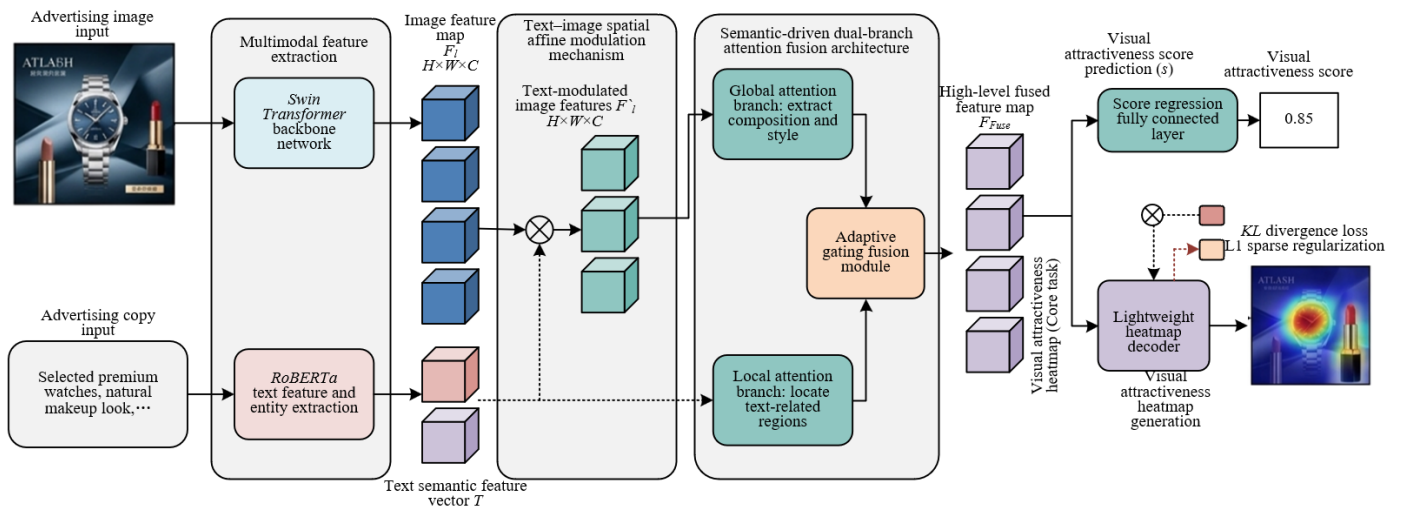 Advertising image
input
ATLASH
Multimodal feature
extraction
Swin
Transformer
backbone
network
Image feature
map
F_l
H×W×C
Text–image spatial
affine modulation
mechanism
Text-modulated
image features F`_l
H×W×C
Semantic-driven dual-branch
attention fusion architecture
Global attention
branch: extract
composition and
style
Adaptive
gating fusion
module
Local attention
branch: locate
text-related
regions
High-level fused
feature map
F_Fuse
Visual
attractiveness score
prediction (s)
Score regression
fully connected
layer
Visual
attractiveness score
0.85
KL divergence loss
L1 sparse regularization
Visual attractiveness
heatmap (Core task)
Lightweight
heatmap
decoder
ATLASH
Visual
attractiveness
heatmap
generation
Advertising copy
input
Selected premium
watches, natural
makeup look,⋯
RoBERTa
text feature and
entity extraction
Text semantic feature
vector T